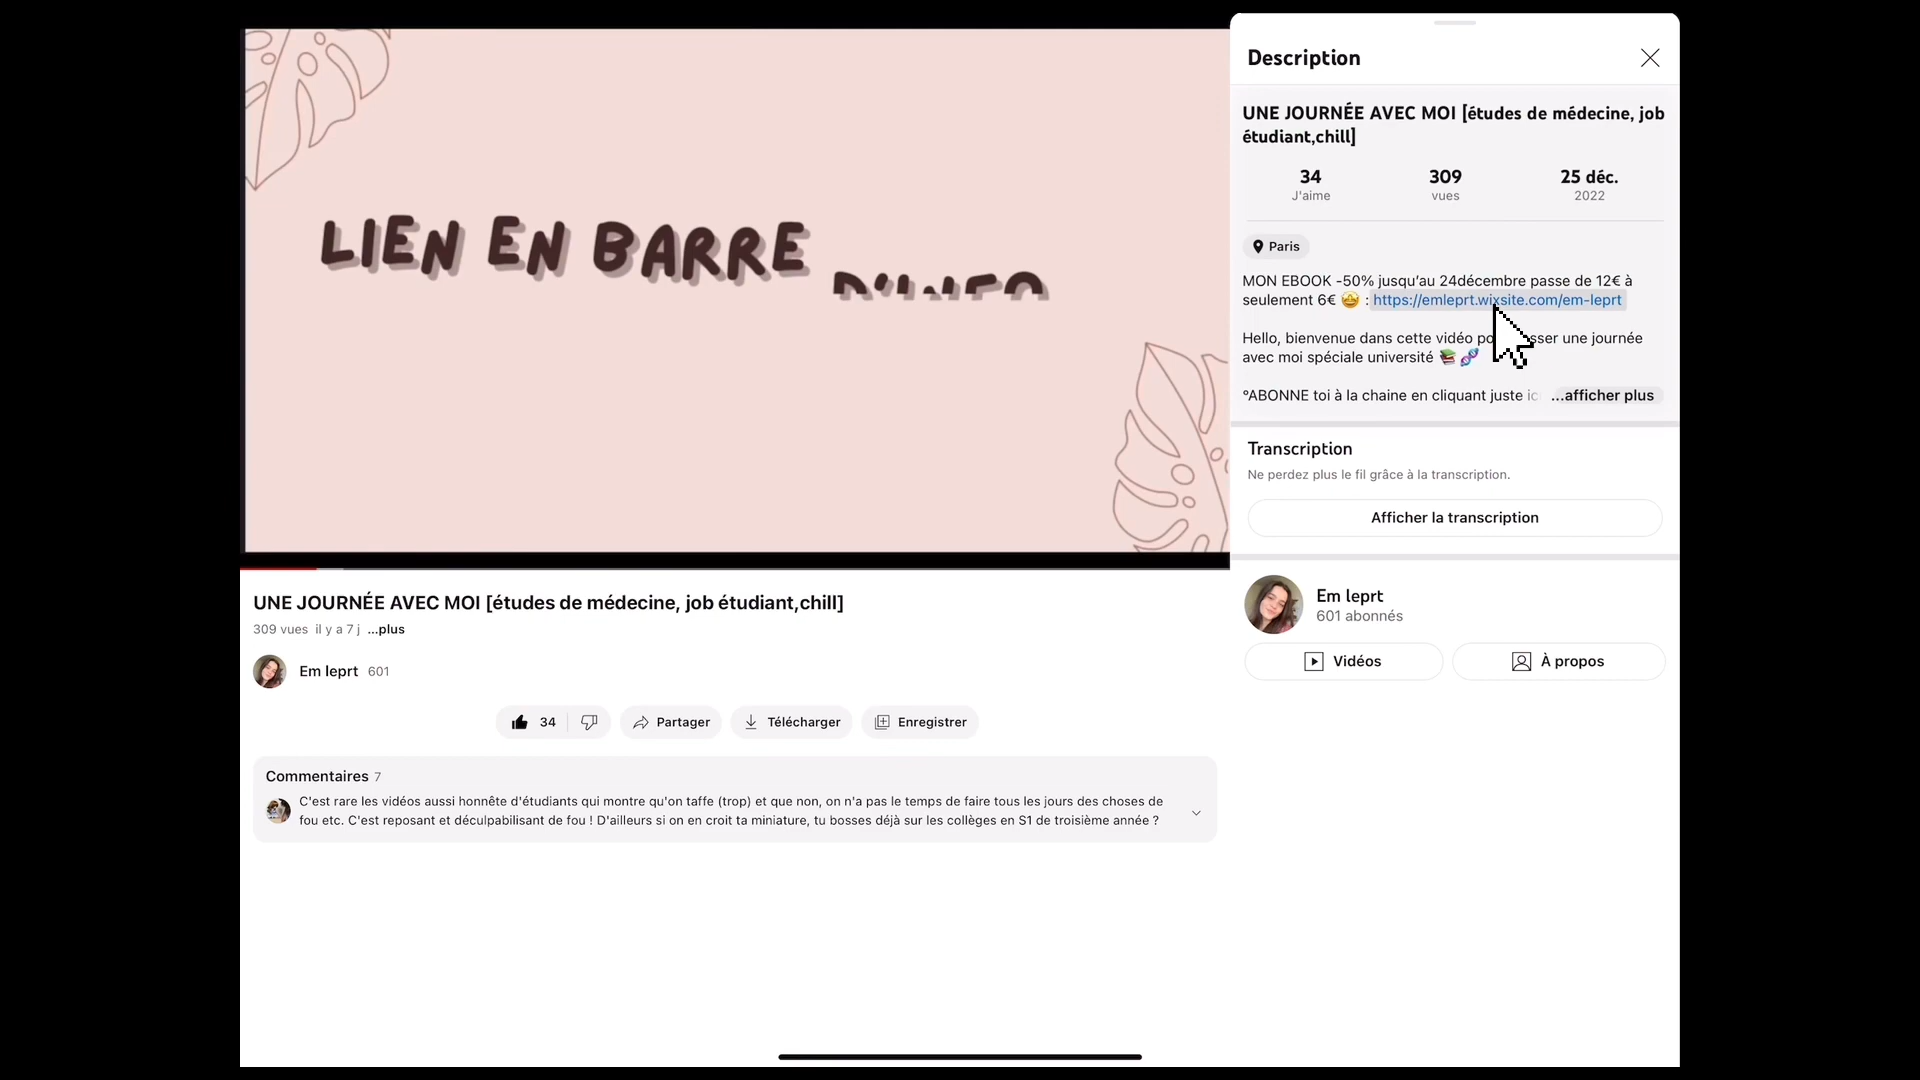 LIEN EN BARRE
UNE JOURNÉE AVEC MOI [études de médecine, job étudiant,chill]
309 vues il y a 7 j ...plus
Em leprt 601
34 Partager Télécharger Enregistrer
Commentaires 7
C'est rare les vidéos aussi honnête d'étudiants qui montre qu'on taffe (trop) et que non, on n'a pas le temps de faire tous les jours des choses de
fou etc. C'est reposant et déculpabilisant de fou ! D'ailleurs si on en croit ta miniature, tu bosses déjà sur les collèges en S1 de troisième année ?
Description
UNE JOURNÉE AVEC MOI [études de médecine, job
étudiant,chill]
34 309 25 déc.
J'aime vues 2022
Paris
MON EBOOK -50% jusqu'au 24décembre passe de 12€ à
seulement 6€ 🤩 : https://emleprt.wixsite.com/em-leprt
Hello, bienvenue dans cette vidéo une journée
avec moi spéciale université 📚 🧬
°ABONNE toi à la chaine en cliquant juste ...afficher plus
Transcription
Ne perdez plus le fil grâce à la transcription.
Afficher la transcription
Em leprt
601 abonnés
Vidéos À propos